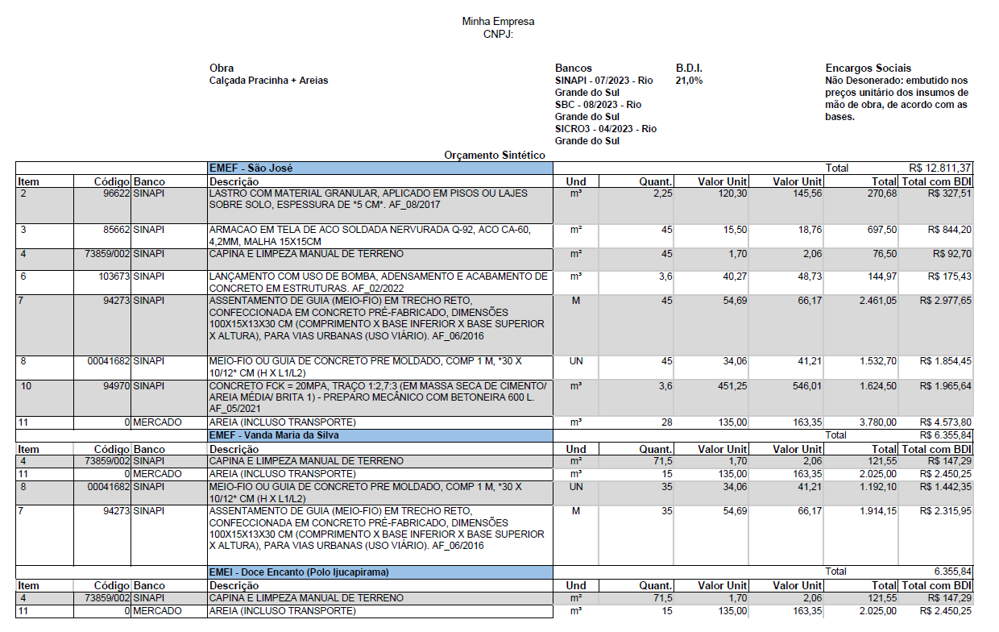 Minha Empresa
CNPJ:
Obra
Calçada Pracinha + Areias
Bancos
SINAPI - 07/2023 - Rio
Grande do Sul
SBC - 08/2023 - Rio
Grande do Sul
SICRO3 - 04/2023 - Rio
Grande do Sul
B.D.I.
21,0%
Encargos Sociais
Não Desonerado: embutido nos
preços unitário dos insumos de
mão de obra, de acordo com as
bases.
Orçamento Sintético
EMEF - São José Total R$ 12.811,37
Item Código Banco Descrição Und Quant. Valor Unit Valor Unit Total Total com BDI
2 96622 SINAPI LASTRO COM MATERIAL GRANULAR, APLICADO EM PISOS OU LAJES m³ 2,25 120,30 145,56 270,68 R$ 327,51
SOBRE SOLO, ESPESSURA DE *5 CM*. AF_08/2017
3 85662 SINAPI ARMACAO EM TELA DE ACO SOLDADA NERVURADA Q-92, ACO CA-60, m² 45 15,50 18,76 697,50 R$ 844,20
4,2MM, MALHA 15X15CM
4 73859/002 SINAPI CAPINA E LIMPEZA MANUAL DE TERRENO m² 45 1,70 2,06 76,50 R$ 92,70
6 103673 SINAPI LANÇAMENTO COM USO DE BOMBA, ADENSAMENTO E ACABAMENTO DE m³ 3,6 40,27 48,73 144,97 R$ 175,43
CONCRETO EM ESTRUTURAS. AF_02/2022
7 94273 SINAPI ASSENTAMENTO DE GUIA (MEIO-FIO) EM TRECHO RETO, M 45 54,69 66,17 2.461,05 R$ 2.977,65
CONFECCIONADA EM CONCRETO PRÉ-FABRICADO, DIMENSÕES
100X15X13X30 CM (COMPRIMENTO X BASE INFERIOR X BASE SUPERIOR
X ALTURA), PARA VIAS URBANAS (USO VIÁRIO). AF_06/2016
8 00041682 SINAPI MEIO-FIO OU GUIA DE CONCRETO PRE MOLDADO, COMP 1 M, *30 X UN 45 34,06 41,21 1.532,70 R$ 1.854,45
10/12* CM (H X L1/L2)
10 94970 SINAPI CONCRETO FCK = 20MPA, TRAÇO 1:2,7:3 (EM MASSA SECA DE CIMENTO/ m³ 3,6 451,25 546,01 1.624,50 R$ 1.965,64
AREIA MÉDIA/ BRITA 1) - PREPARO MECÂNICO COM BETONEIRA 600 L.
AF_05/2021
11 0 MERCADO AREIA (INCLUSO TRANSPORTE) m³ 28 135,00 163,35 3.780,00 R$ 4.573,80
EMEF - Vanda Maria da Silva Total R$ 6.355,84
Item Código Banco Descrição Und Quant. Valor Unit Valor Unit Total Total com BDI
4 73859/002 SINAPI CAPINA E LIMPEZA MANUAL DE TERRENO m² 71,5 1,70 2,06 121,55 R$ 147,29
11 0 MERCADO AREIA (INCLUSO TRANSPORTE) m³ 15 135,00 163,35 2.025,00 R$ 2.450,25
8 00041682 SINAPI MEIO-FIO OU GUIA DE CONCRETO PRE MOLDADO, COMP 1 M, *30 X UN 35 34,06 41,21 1.192,10 R$ 1.442,35
10/12* CM (H X L1/L2)
7 94273 SINAPI ASSENTAMENTO DE GUIA (MEIO-FIO) EM TRECHO RETO, M 35 54,69 66,17 1.914,15 R$ 2.315,95
CONFECCIONADA EM CONCRETO PRÉ-FABRICADO, DIMENSÕES
100X15X13X30 CM (COMPRIMENTO X BASE INFERIOR X BASE SUPERIOR
X ALTURA), PARA VIAS URBANAS (USO VIÁRIO). AF_06/2016
EMEI - Doce Encanto (Polo Ijucapirama) Total 6.355,84
Item Código Banco Descrição Und Quant. Valor Unit Valor Unit Total Total com BDI
4 73859/002 SINAPI CAPINA E LIMPEZA MANUAL DE TERRENO m² 71,5 1,70 2,06 121,55 R$ 147,29
11 0 MERCADO AREIA (INCLUSO TRANSPORTE) m³ 15 135,00 163,35 2.025,00 R$ 2.450,25